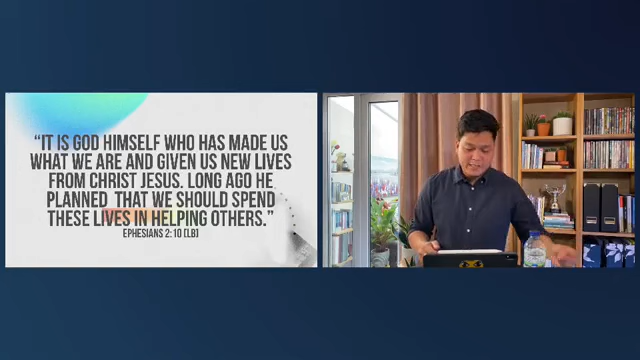 “IT IS GOD HIMSELF WHO HAS MADE US
WHAT WE ARE AND GIVEN US NEW LIVES
FROM CHRIST JESUS. LONG AGO HE
PLANNED THAT WE SHOULD SPEND
THESE LIVES IN HELPING OTHERS.”
EPHESIANS 2: 10 [LB]